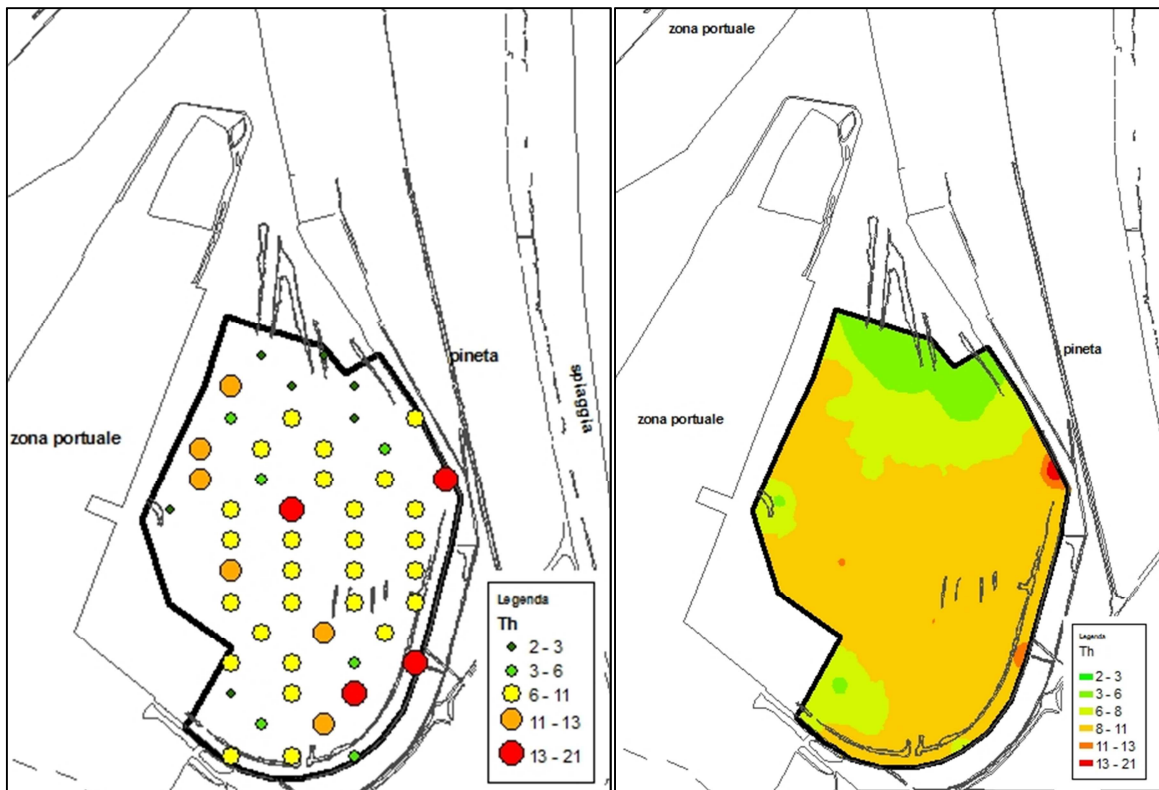 pineta
spiaggia
zona portuale
Legenda
Th
2 - 3
3 - 6
6 - 11
11 - 13
13 - 21
zona portuale
pineta
zona portuale
Legenda
Th
2 - 3
3 - 6
6 - 8
8 - 11
11 - 13
13 - 21